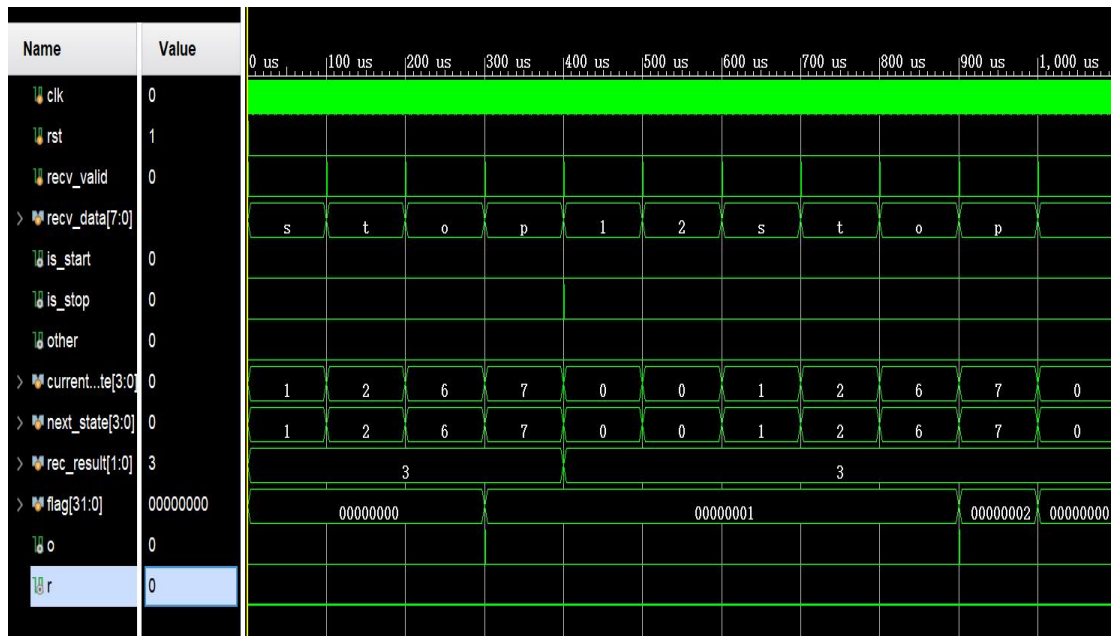 Name Value
0 us 100 us 200 us 300 us 400 us 500 us 600 us 700 us 800 us 900 us 1,000 us
clk 0
rst 1
recv_valid 0
recv_data[7:0] s t o p 1 2 s t o p
is_start 0
is_stop 0
other 0
current...te[3:0] 0 1 2 6 7 0 0 1 2 6 7 0
next_state[3:0] 0 1 2 6 7 0 0 1 2 6 7 0
rec_result[1:0] 3 3 3
flag[31:0] 00000000 00000000 00000001 00000002 00000000
o 0
r 0